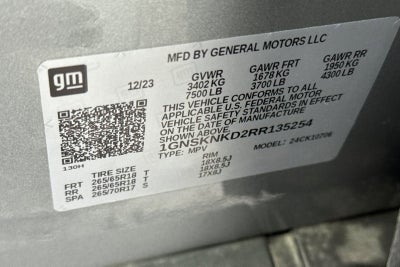 gm
MFD BY GENERAL MOTORS LLC
12/23 GVWR GAWR FRT GAWR RR
3402 KG 1678 KG 1950 KG
7500 LB 3700 LB 4300 LB
THIS VEHICLE CONFORMS TO ALL
APPLICABLE U.S. FEDERAL MOTOR
VEHICLE SAFETY STANDARDS IN EFFECT
ON THE DATE OF MANUFACTURE
SHOWN ABOVE.
1GNSKNKD2RR135254
TYPE: MPV MODEL: 24CK10706
130H
TIRE SIZE RIM
FRT 265/65R18 T 18X8.5J
RR 265/65R18 T 18X8.5J
SPA 265/70R17 S 17X8J